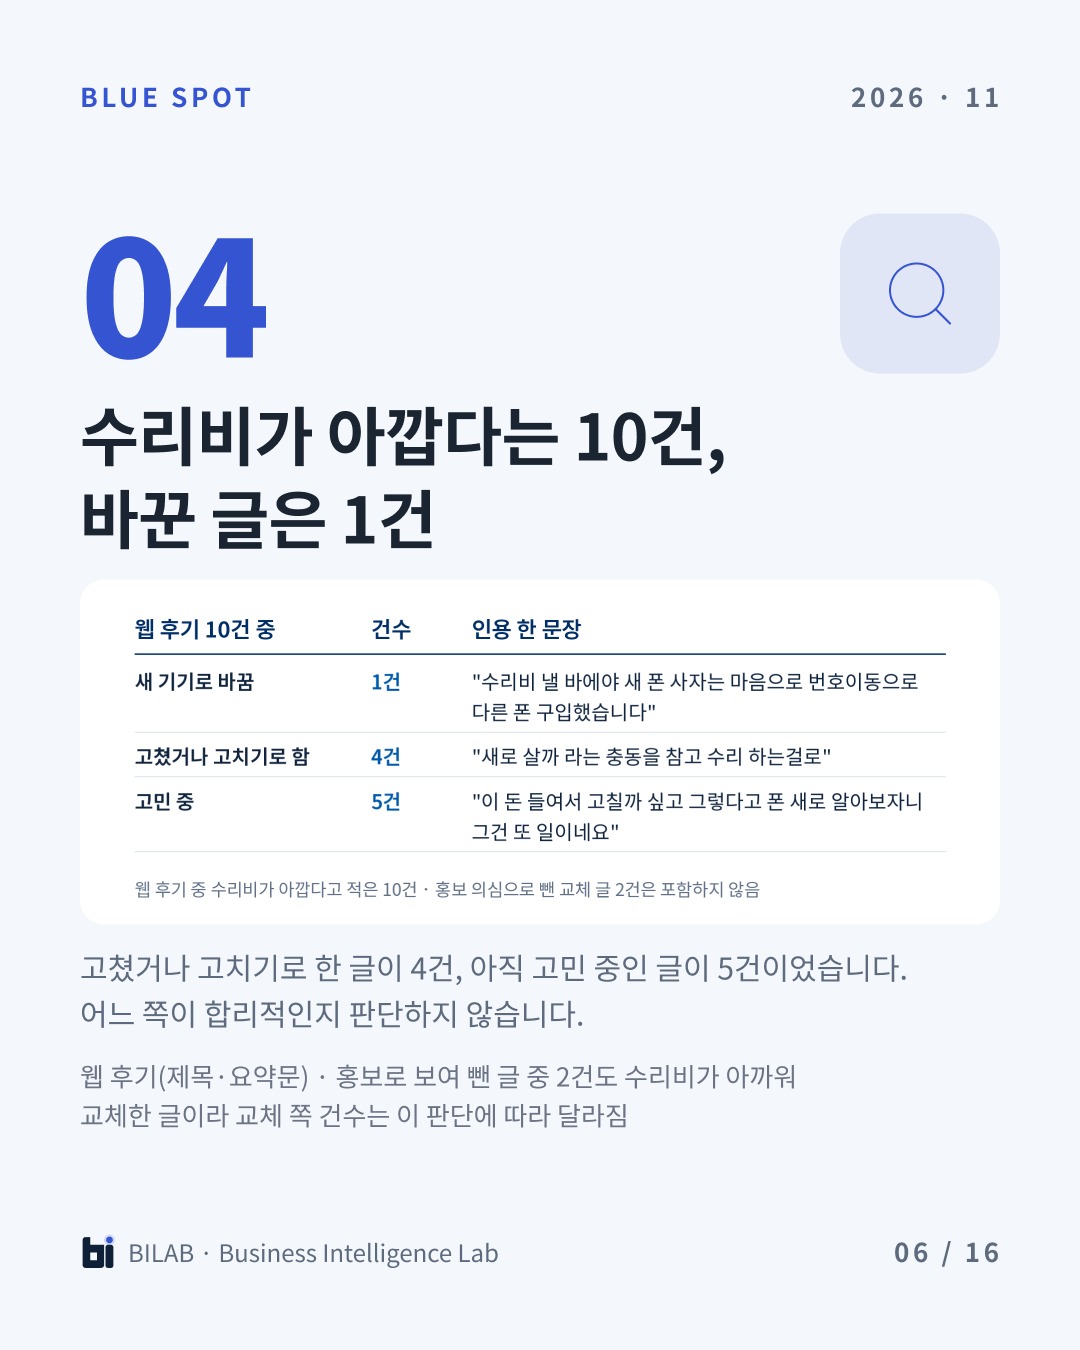 BLUE SPOT
2026 · 11
04
수리비가 아깝다는 10건,
바꾼 글은 1건
웹 후기 10건 중 건수 인용 한 문장
새 기기로 바꿈 1건 "수리비 낼 바에야 새 폰 사자는 마음으로 번호이동으로
다른 폰 구입했습니다"
고쳤거나 고치기로 함 4건 "새로 살까 라는 충동을 참고 수리 하는걸로"
고민 중 5건 "이 돈 들여서 고칠까 싶고 그렇다고 폰 새로 알아보자니
그건 또 일이네요"
웹 후기 중 수리비가 아깝다고 적은 10건 · 홍보 의심으로 뺀 교체 글 2건은 포함하지 않음
고쳤거나 고치기로 한 글이 4건, 아직 고민 중인 글이 5건이었습니다.
어느 쪽이 합리적인지 판단하지 않습니다.
웹 후기(제목·요약문) · 홍보로 보여 뺀 글 중 2건도 수리비가 아까워
교체한 글이라 교체 쪽 건수는 이 판단에 따라 달라짐
bi BILAB · Business Intelligence Lab
06 / 16